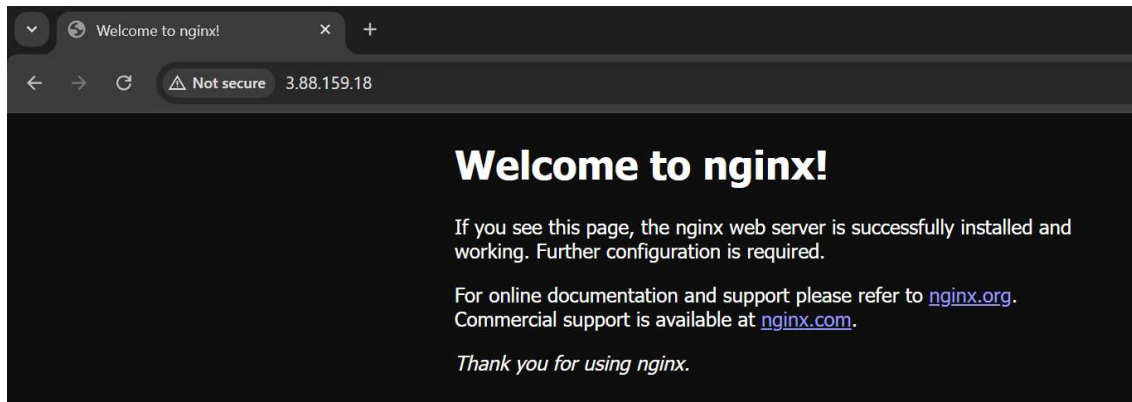 Welcome to nginx!
Not secure 3.88.159.18
Welcome to nginx!
If you see this page, the nginx web server is successfully installed and
working. Further configuration is required.
For online documentation and support please refer to nginx.org.
Commercial support is available at nginx.com.
Thank you for using nginx.